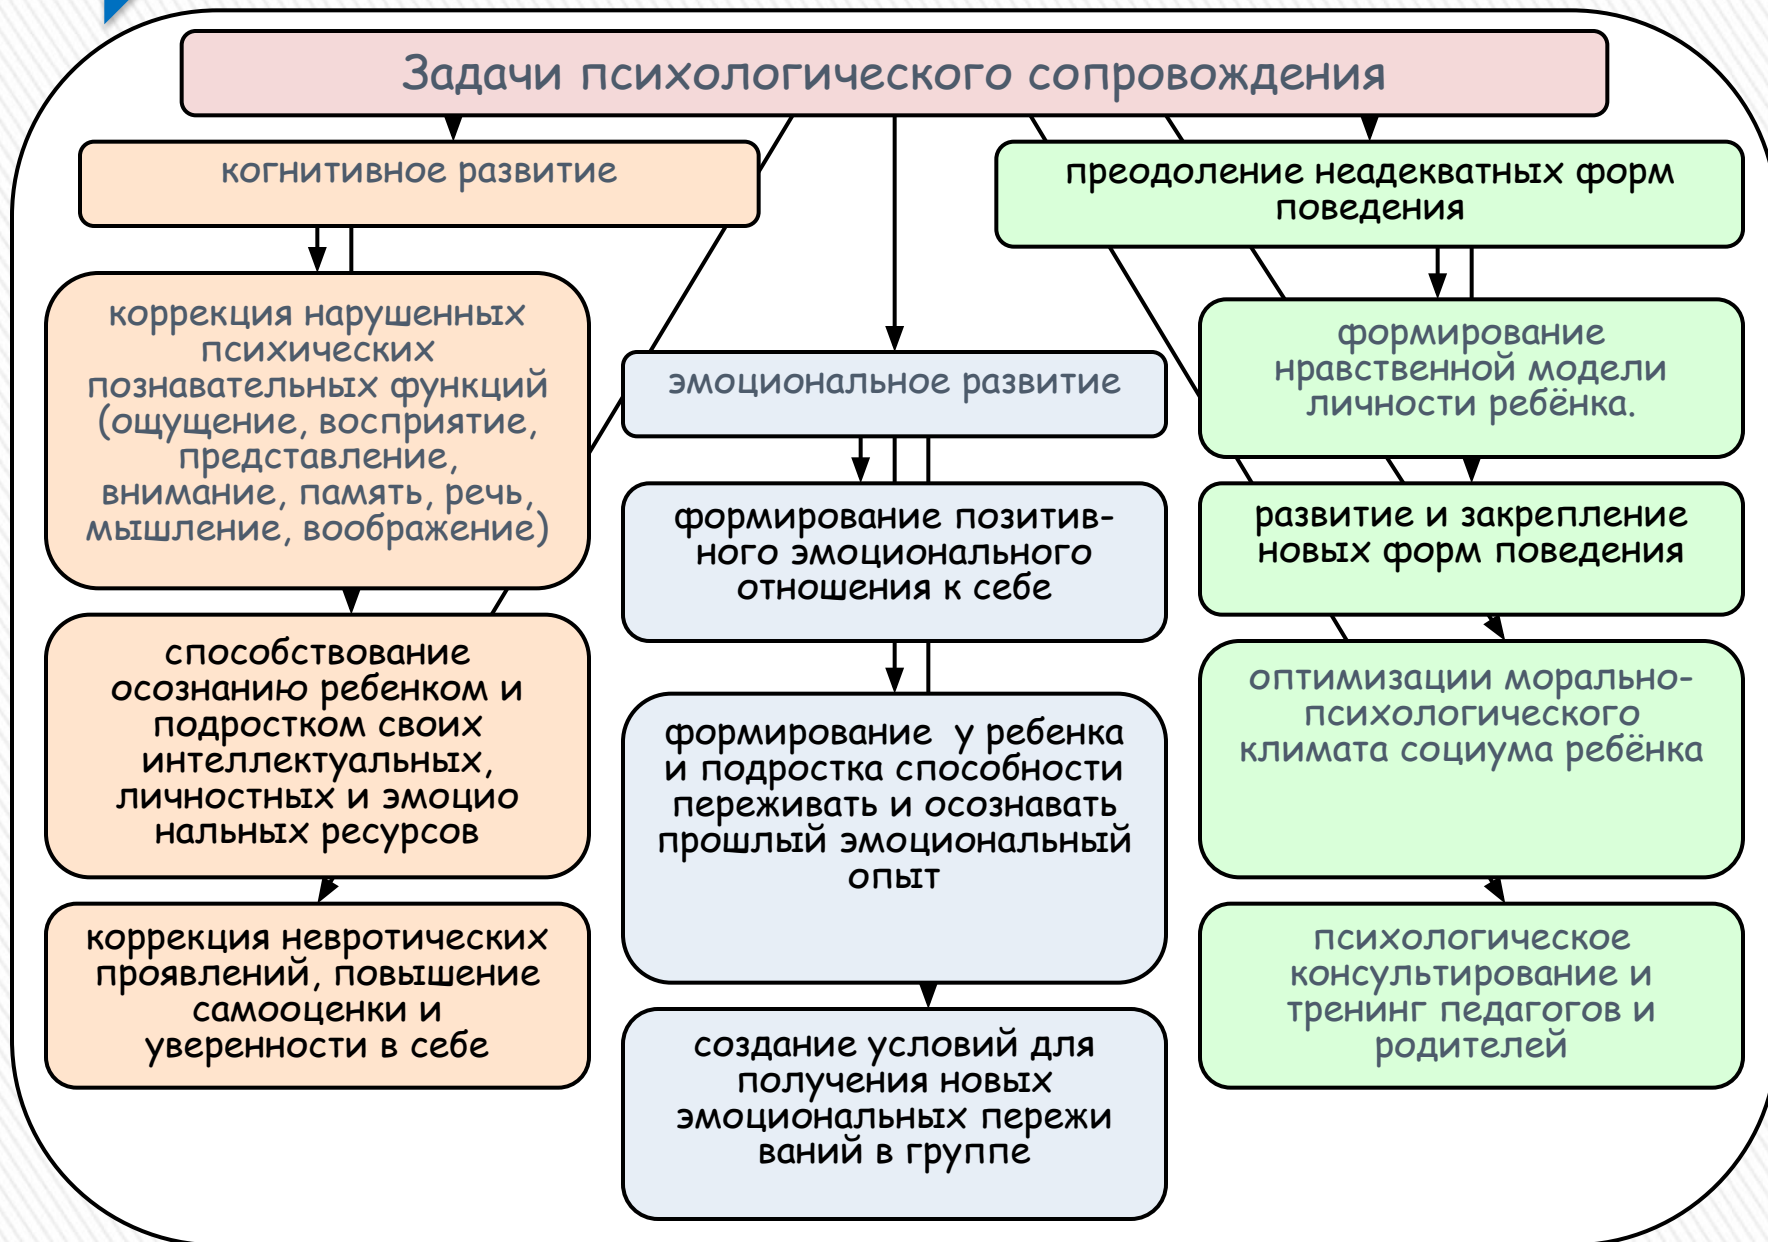 Задачи психологического сопровождения
когнитивное развитие
коррекция нарушенных
психических
познавательных функций
(ощущение, восприятие,
представление,
внимание, память, речь,
мышление, воображение)
способствование
осознанию ребенком и
подростком своих
интеллектуальных,
личностных и эмоцио
нальных ресурсов
коррекция невротических
проявлений, повышение
самооценки и
уверенности в себе
эмоциональное развитие
формирование позитив-
ного эмоционального
отношения к себе
формирование  у ребенка
и подростка способности
переживать и осознавать
прошлый эмоциональный
опыт
создание условий для
получения новых
эмоциональных пережи
ваний в группе
преодоление неадекватных форм
поведения
формирование
нравственной модели
личности ребёнка.
развитие и закрепление
новых форм поведения
оптимизации морально-
психологического
климата социума ребёнка
психологическое
консультирование и
тренинг педагогов и
родителей